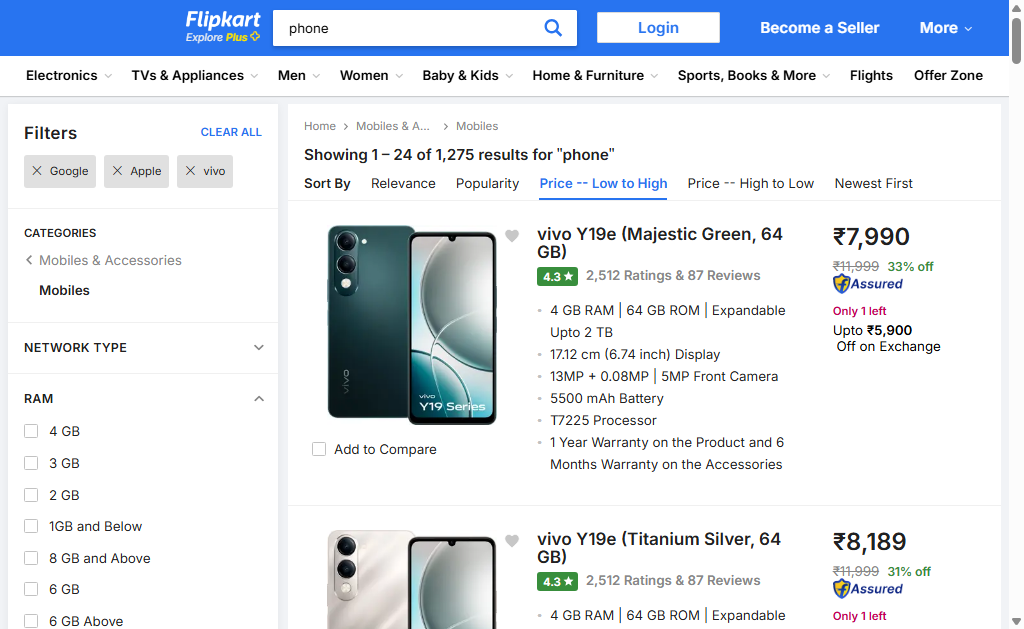 Flipkart
Explore Plus
phone
Login
Become a Seller
More
Electronics
TVs & Appliances
Men
Women
Baby & Kids
Home & Furniture
Sports, Books & More
Flights
Offer Zone
Filters
CLEAR ALL
Google
Apple
vivo
CATEGORIES
Mobiles & Accessories
Mobiles
NETWORK TYPE
RAM
4 GB
3 GB
2 GB
1GB and Below
8 GB and Above
6 GB
6 GB Above
Home
Mobiles & A...
Mobiles
Showing 1 – 24 of 1,275 results for "phone"
Sort By
Relevance
Popularity
Price -- Low to High
Price -- High to Low
Newest First
vivo
vivo
Y19 Series
Add to Compare
vivo Y19e (Majestic Green, 64
GB)
4.3★
2,512 Ratings & 87 Reviews
4 GB RAM | 64 GB ROM | Expandable
Upto 2 TB
17.12 cm (6.74 inch) Display
13MP + 0.08MP | 5MP Front Camera
5500 mAh Battery
T7225 Processor
1 Year Warranty on the Product and 6
Months Warranty on the Accessories
₹7,990
₹11,999 33% off
Assured
Only 1 left
Upto ₹5,900
Off on Exchange
vivo Y19e (Titanium Silver, 64
GB)
4.3★
2,512 Ratings & 87 Reviews
4 GB RAM | 64 GB ROM | Expandable
₹8,189
₹11,999 31% off
Assured
Only 1 left